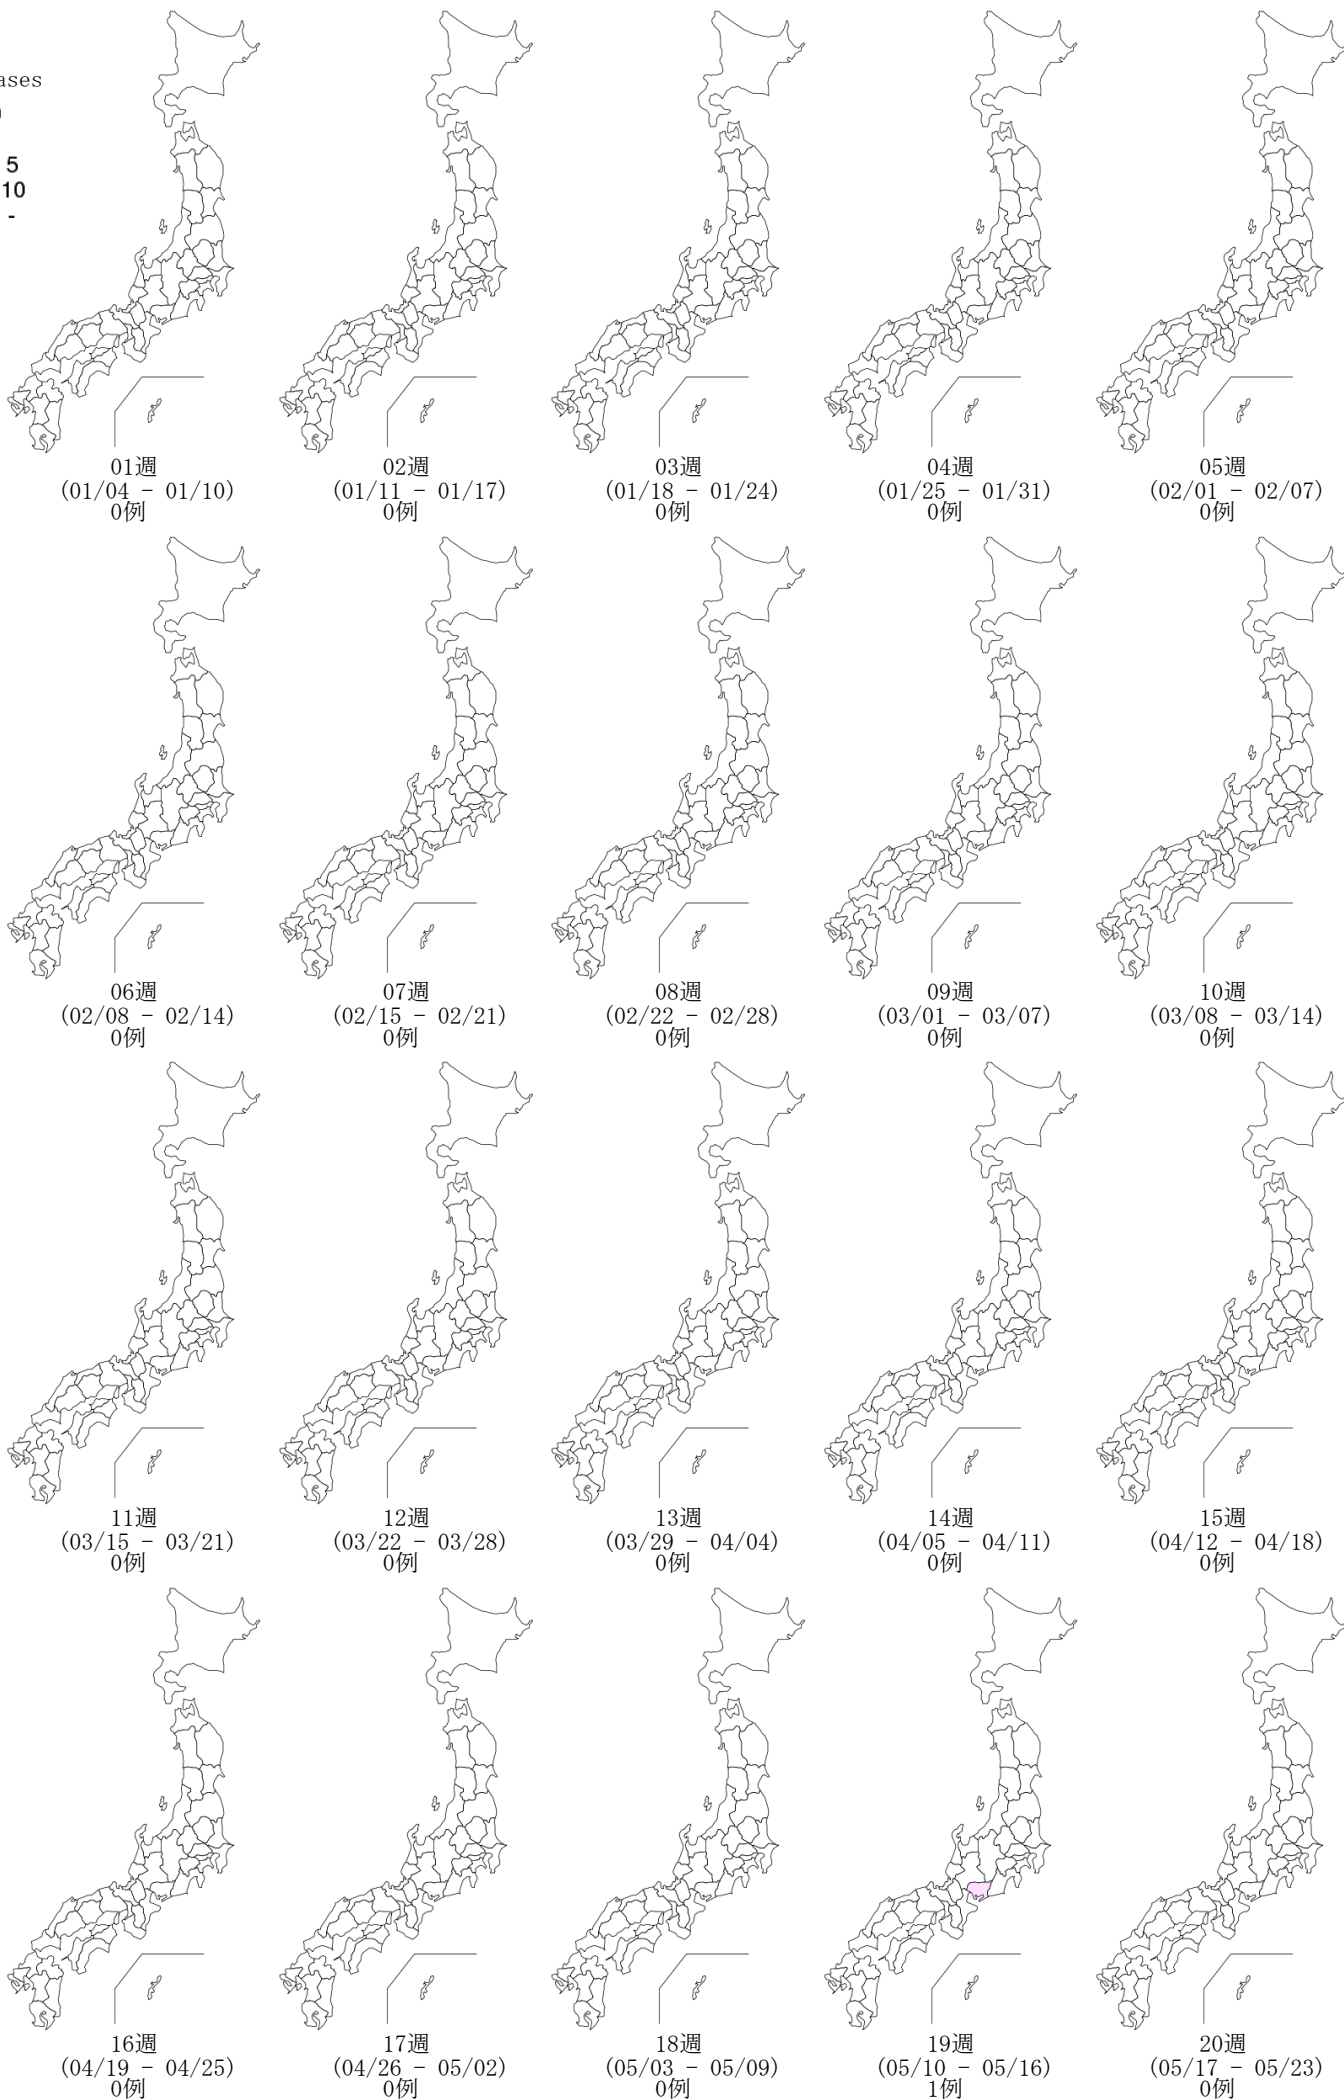 ases
5
10
-
01週
(01/04 - 01/10)
0例
02週
(01/11 - 01/17)
0例
03週
(01/18 - 01/24)
0例
04週
(01/25 - 01/31)
0例
05週
(02/01 - 02/07)
0例
06週
(02/08 - 02/14)
0例
07週
(02/15 - 02/21)
0例
08週
(02/22 - 02/28)
0例
09週
(03/01 - 03/07)
0例
10週
(03/08 - 03/14)
0例
11週
(03/15 - 03/21)
0例
12週
(03/22 - 03/28)
0例
13週
(03/29 - 04/04)
0例
14週
(04/05 - 04/11)
0例
15週
(04/12 - 04/18)
0例
16週
(04/19 - 04/25)
0例
17週
(04/26 - 05/02)
0例
18週
(05/03 - 05/09)
0例
19週
(05/10 - 05/16)
1例
20週
(05/17 - 05/23)
0例